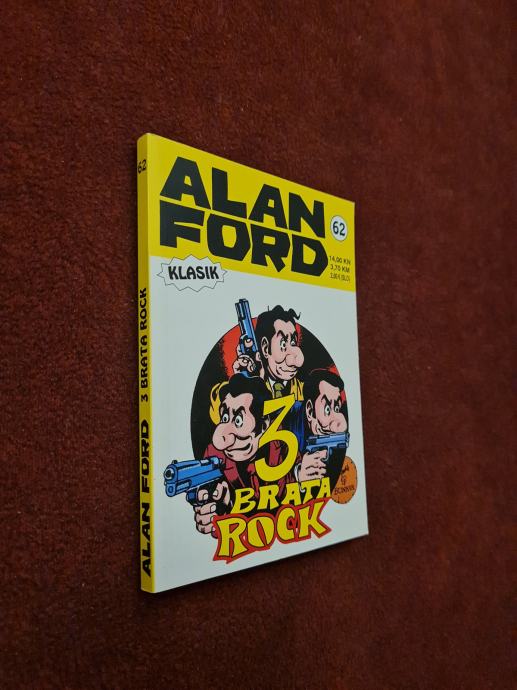 62
ALAN FORD 3 BRATA ROCK
ALAN
FORD
62
14,00 KN
3,70 KM
KLASIK
3
BRATA
ROCK